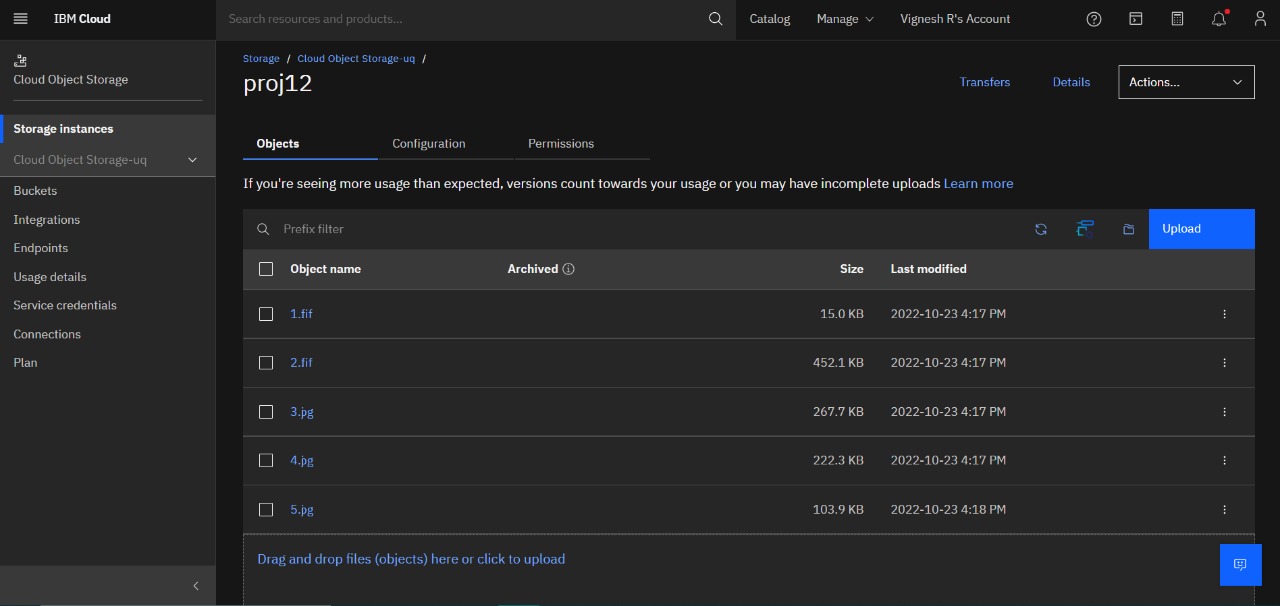 IBM Cloud
Search resources and products...
Catalog
Manage
Vignesh R's Account
Cloud Object Storage
Storage instances
Cloud Object Storage-uq
Buckets
Integrations
Endpoints
Usage details
Service credentials
Connections
Plan
Storage / Cloud Object Storage-uq /
proj12
Transfers
Details
Actions...
Objects
Configuration
Permissions
If you're seeing more usage than expected, versions count towards your usage or you may have incomplete uploads Learn more
Prefix filter
Upload
Object name Archived Size Last modified
1.fif 15.0 KB 2022-10-23 4:17 PM
2.fif 452.1 KB 2022-10-23 4:17 PM
3.pg 267.7 KB 2022-10-23 4:17 PM
4.pg 222.3 KB 2022-10-23 4:17 PM
5.pg 103.9 KB 2022-10-23 4:18 PM
Drag and drop files (objects) here or click to upload